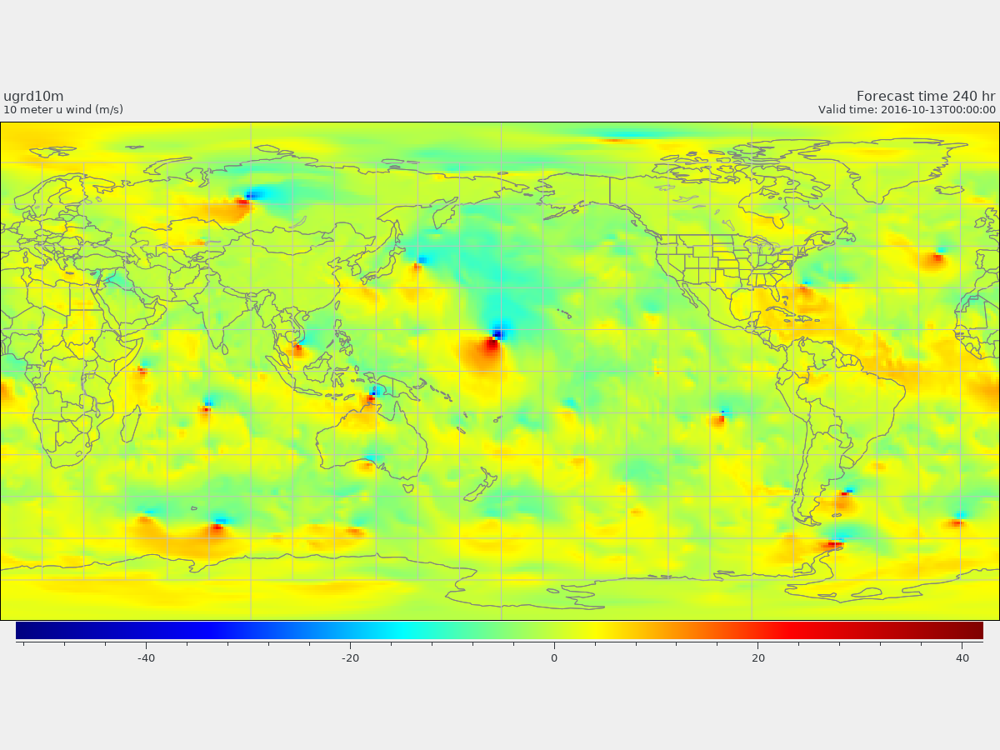 ugrd10m
Forecast time 240 hr
10 meter u wind (m/s)
Valid time: 2016-10-13T00:00:00
-40 -20 0 20 40